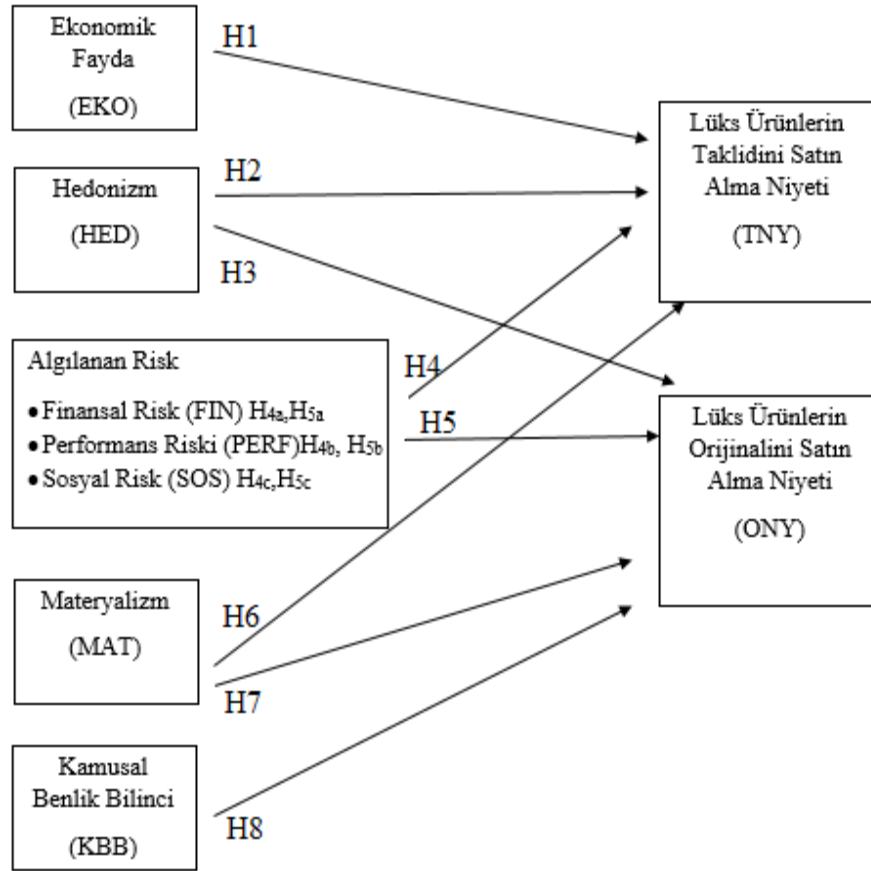 Ekonomik
Fayda
(EKO)
H1
Lüks Ürünlerin
Taklidini Satın
Alma Niyeti
(TNY)
Hedonizm
(HED)
H2
H3
Algılanan Risk
•Finansal Risk (FIN) H4a,H5a
•Performans Riski (PERF)H4b, H5b
•Sosyal Risk (SOS) H4c,H5c
H4
H5
Lüks Ürünlerin
Orijinalini Satın
Alma Niyeti
(ONY)
Materyalizm
(MAT)
H6
H7
Kamusal
Benlik Bilinci
(KBB)
H8